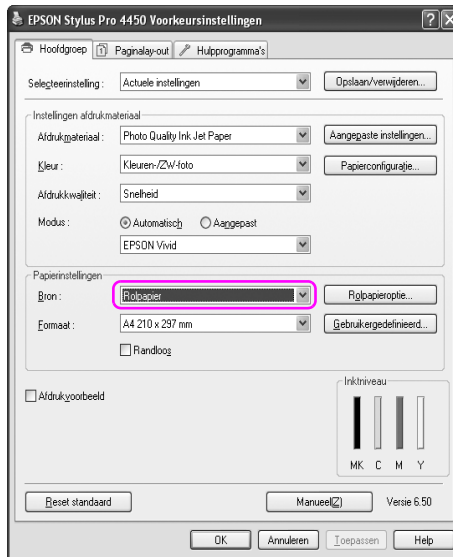 EPSON Stylus Pro 4450 Voorkeursinstellingen
Hoofdgroep Paginalay-out Hulpprogramma's
Selecteerinstelling : Actuele instellingen Opslaan/verwijderen...
Instellingen afdrukmateriaal
Afdrukmateriaal : Photo Quality Ink Jet Paper Aangepaste instellingen...
Kleur : Kleuren-/ZW-foto Papierconfiguratie...
Afdrukkwaliteit : Snelheid
Modus : Automatisch Aangepast
EPSON Vivid
Papierinstellingen
Bron : Rolpapier Rolpapieroptie...
Formaat : A4 210 x 297 mm Gebruikergedefinieerd...
Randloos
Afdrukvoorbeeld
Inktniveau
MK C M Y
Reset standaard Manueel(Z) Versie 6.50
OK Annuleren Toepassen Help